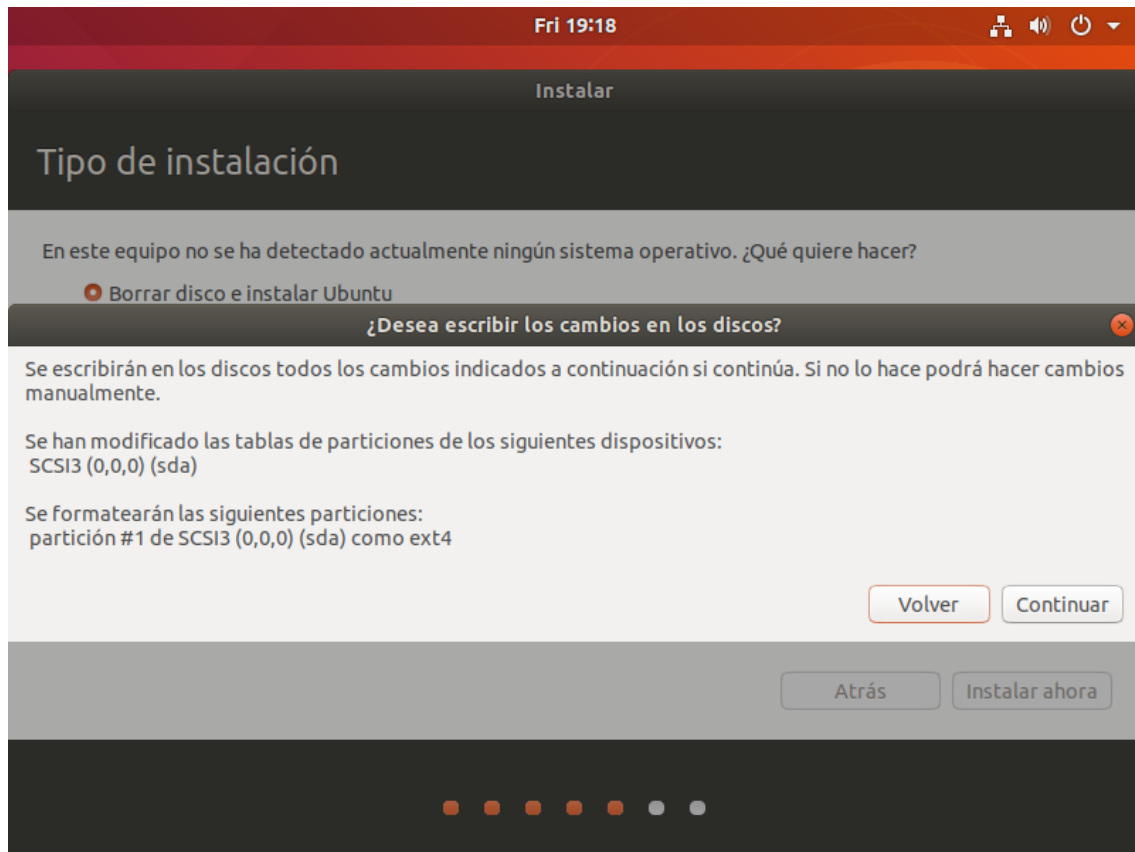 Fri 19:18
Instalar
Tipo de instalación
En este equipo no se ha detectado actualmente ningún sistema operativo. ¿Qué quiere hacer?
Borrar disco e instalar Ubuntu
¿Desea escribir los cambios en los discos?
Se escribirán en los discos todos los cambios indicados a continuación si continúa. Si no lo hace podrá hacer cambios
manualmente.
Se han modificado las tablas de particiones de los siguientes dispositivos:
SCSI3 (0,0,0) (sda)
Se formatearán las siguientes particiones:
partición #1 de SCSI3 (0,0,0) (sda) como ext4
Volver Continuar
Atrás Instalar ahora